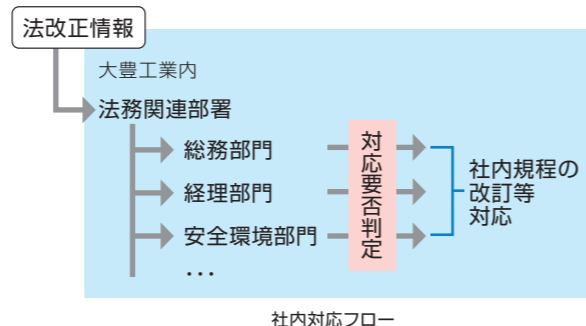 法改正情報
大豊工業内
法務関連部署
総務部門
経理部門
安全環境部門
・・・
対応要否判定
社内規程の
改訂等
対応
社内対応フロー